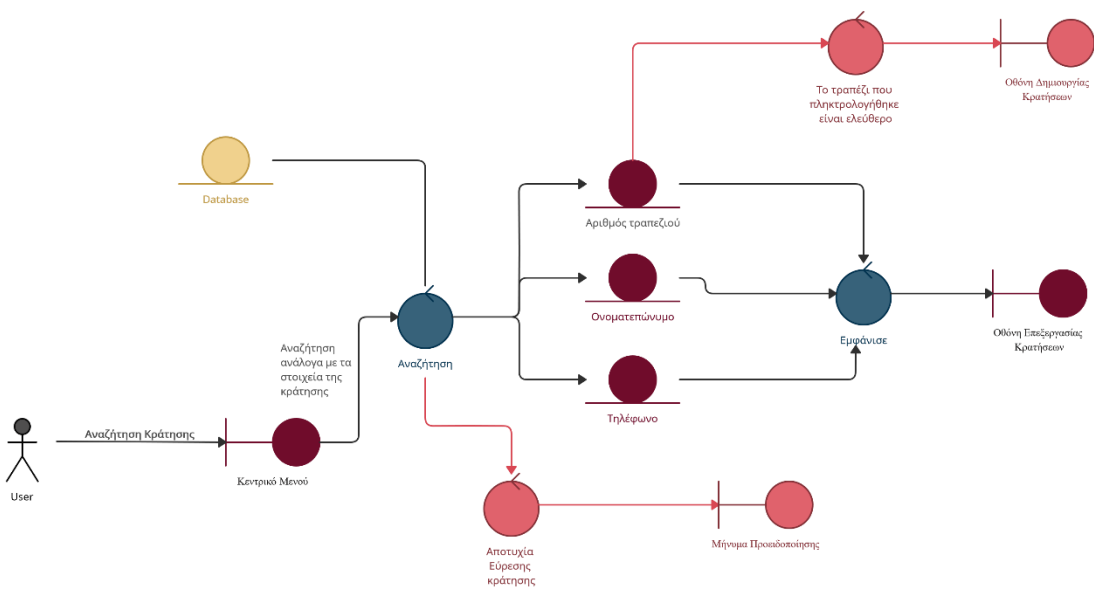 Το τραπέζι που
πληκτρολογήθηκε
είναι ελεύθερο
Οθόνη Δημιουργίας
Κρατήσεων
Database
Αριθμός τραπεζιού
Ονοματεπώνυμο
Τηλέφωνο
Εμφάνισε
Οθόνη Επεξεργασίας
Κρατήσεων
Αναζήτηση
ανάλογα με τα
στοιχεία της
κράτησης
Αναζήτηση
Αναζήτηση Κράτησης
User
Κεντρικό Μενού
Αποτυχία
Εύρεσης
κράτησης
Μήνυμα Προειδοποίησης